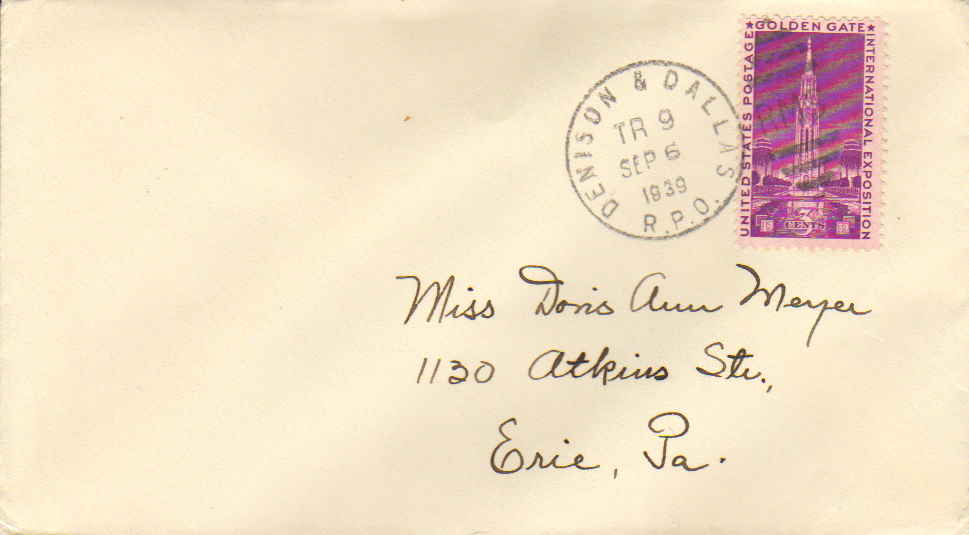 ★GOLDEN GATE★
UNITED STATES POSTAGE
INTERNATIONAL EXPOSITION
3
CENTS
DENISON & DALLAS
TR 9
SEP 6
1939
R.P.O.
Miss Doris Ann Meyer
1130 Atkins Str.,
Erie, Pa.